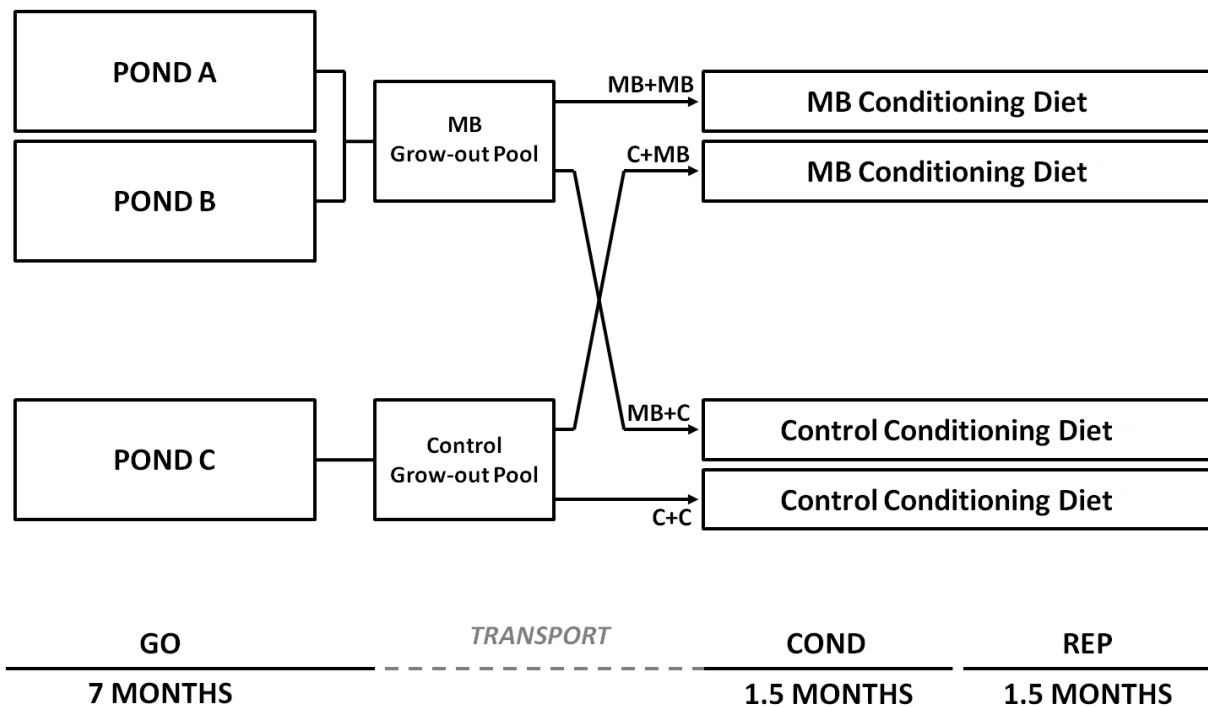 POND A
POND B
MB
Grow-out Pool
MB+MB
C+MB
MB Conditioning Diet
MB Conditioning Diet
POND C
Control
Grow-out Pool
MB+C
C+C
Control Conditioning Diet
Control Conditioning Diet
GO
TRANSPORT
COND
REP
7 MONTHS
1.5 MONTHS
1.5 MONTHS